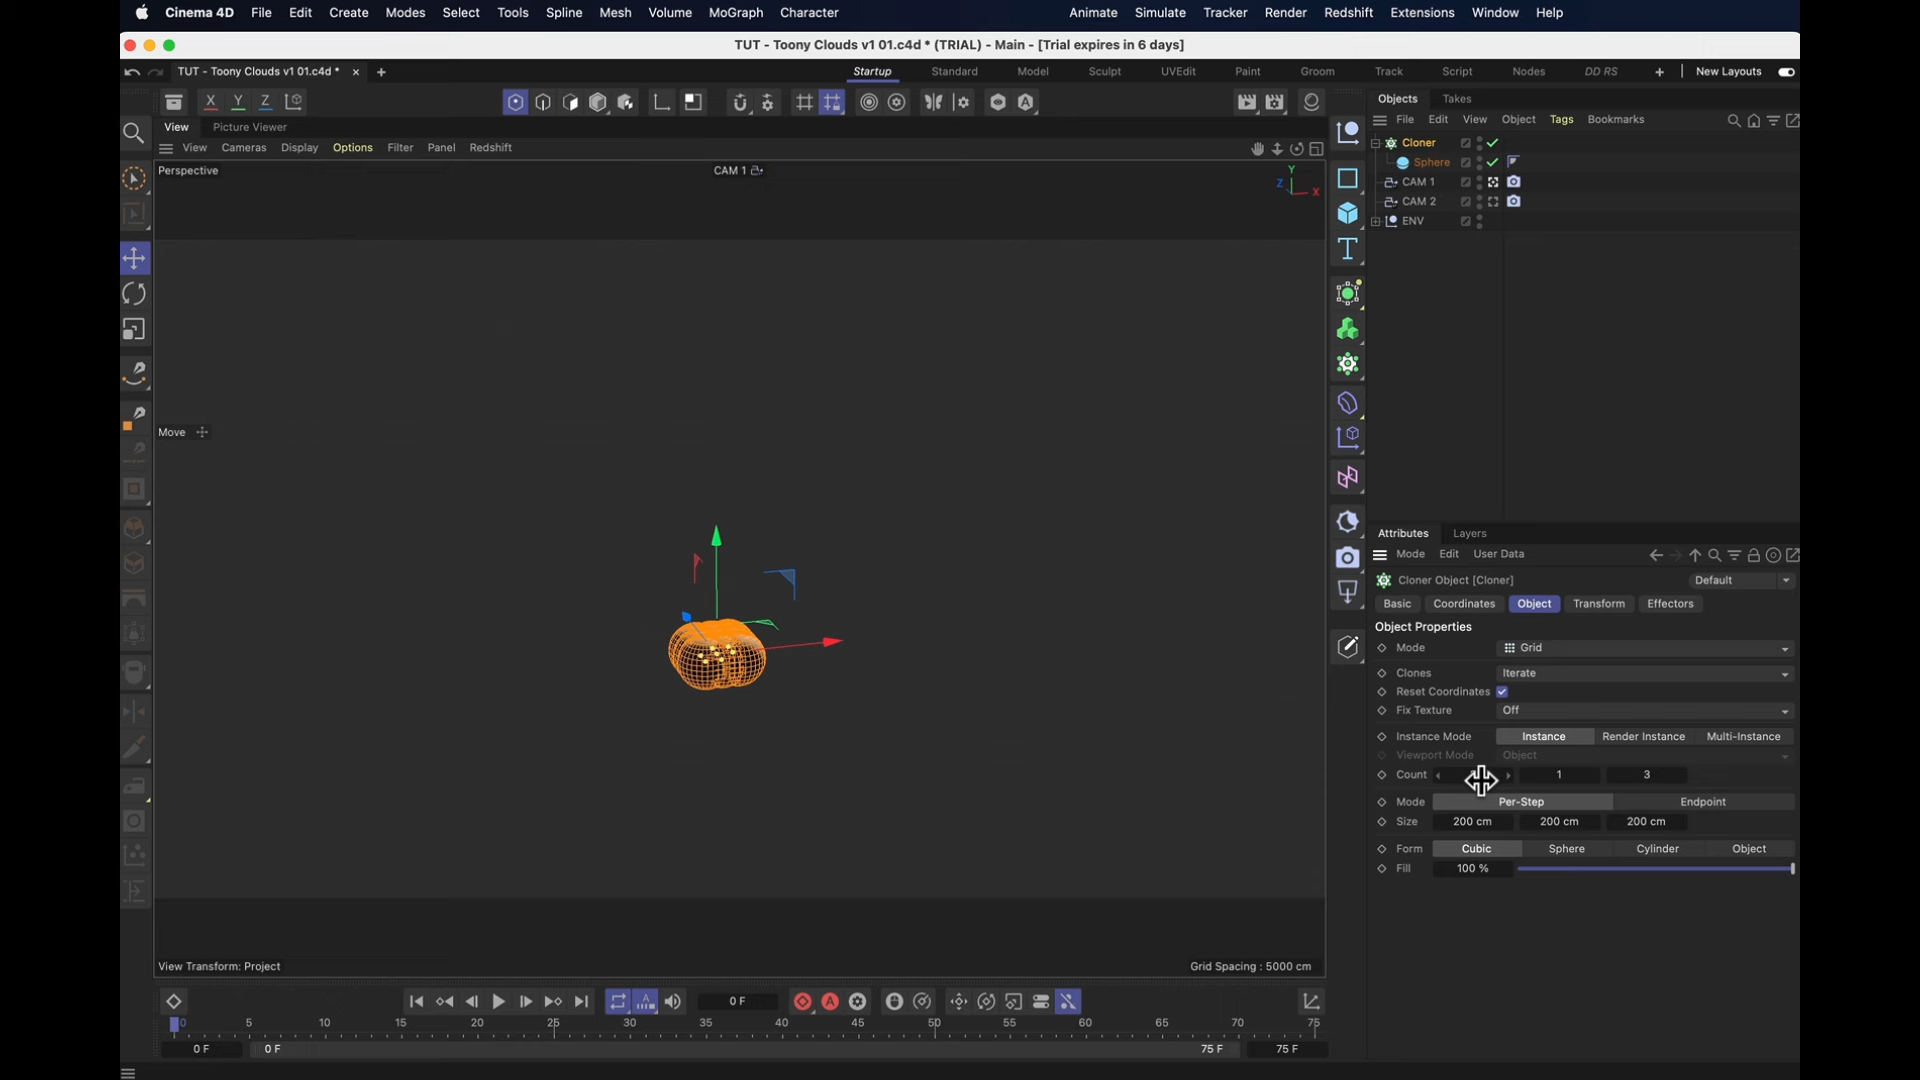 Cinema 4D File Edit Create Modes Select Tools Spline Mesh Volume MoGraph Character Animate Simulate Tracker Render Redshift Extensions Window Help
TUT - Toony Clouds v1 01.c4d * (TRIAL) - Main - [Trial expires in 6 days]
TUT - Toony Clouds v1 01.c4d * × + Startup Standard Model Sculpt UVEdit Paint Groom Track Script Nodes DD RS + New Layouts
X Y Z
Objects Takes
View Picture Viewer
File Edit View Object Tags Bookmarks
View Cameras Display Options Filter Panel Redshift
Cloner
Sphere
CAM 1
CAM 2
ENV
Perspective CAM 1
Y
Z X
Move
Attributes Layers
Mode Edit User Data
Cloner Object [Cloner] Default
Basic Coordinates Object Transform Effectors
Object Properties
Mode Grid
Clones Iterate
Reset Coordinates
Fix Texture Off
Instance Mode Instance Render Instance Multi-Instance
Viewport Mode Object
Count 1 3
Mode Per-Step Endpoint
Size 200 cm 200 cm 200 cm
Form Cubic Sphere Cylinder Object
Fill 100 %
View Transform: Project Grid Spacing : 5000 cm
0 F
0 5 10 15 20 25 30 35 40 45 50 55 60 65 70 75
0 F 0 F 75 F 75 F